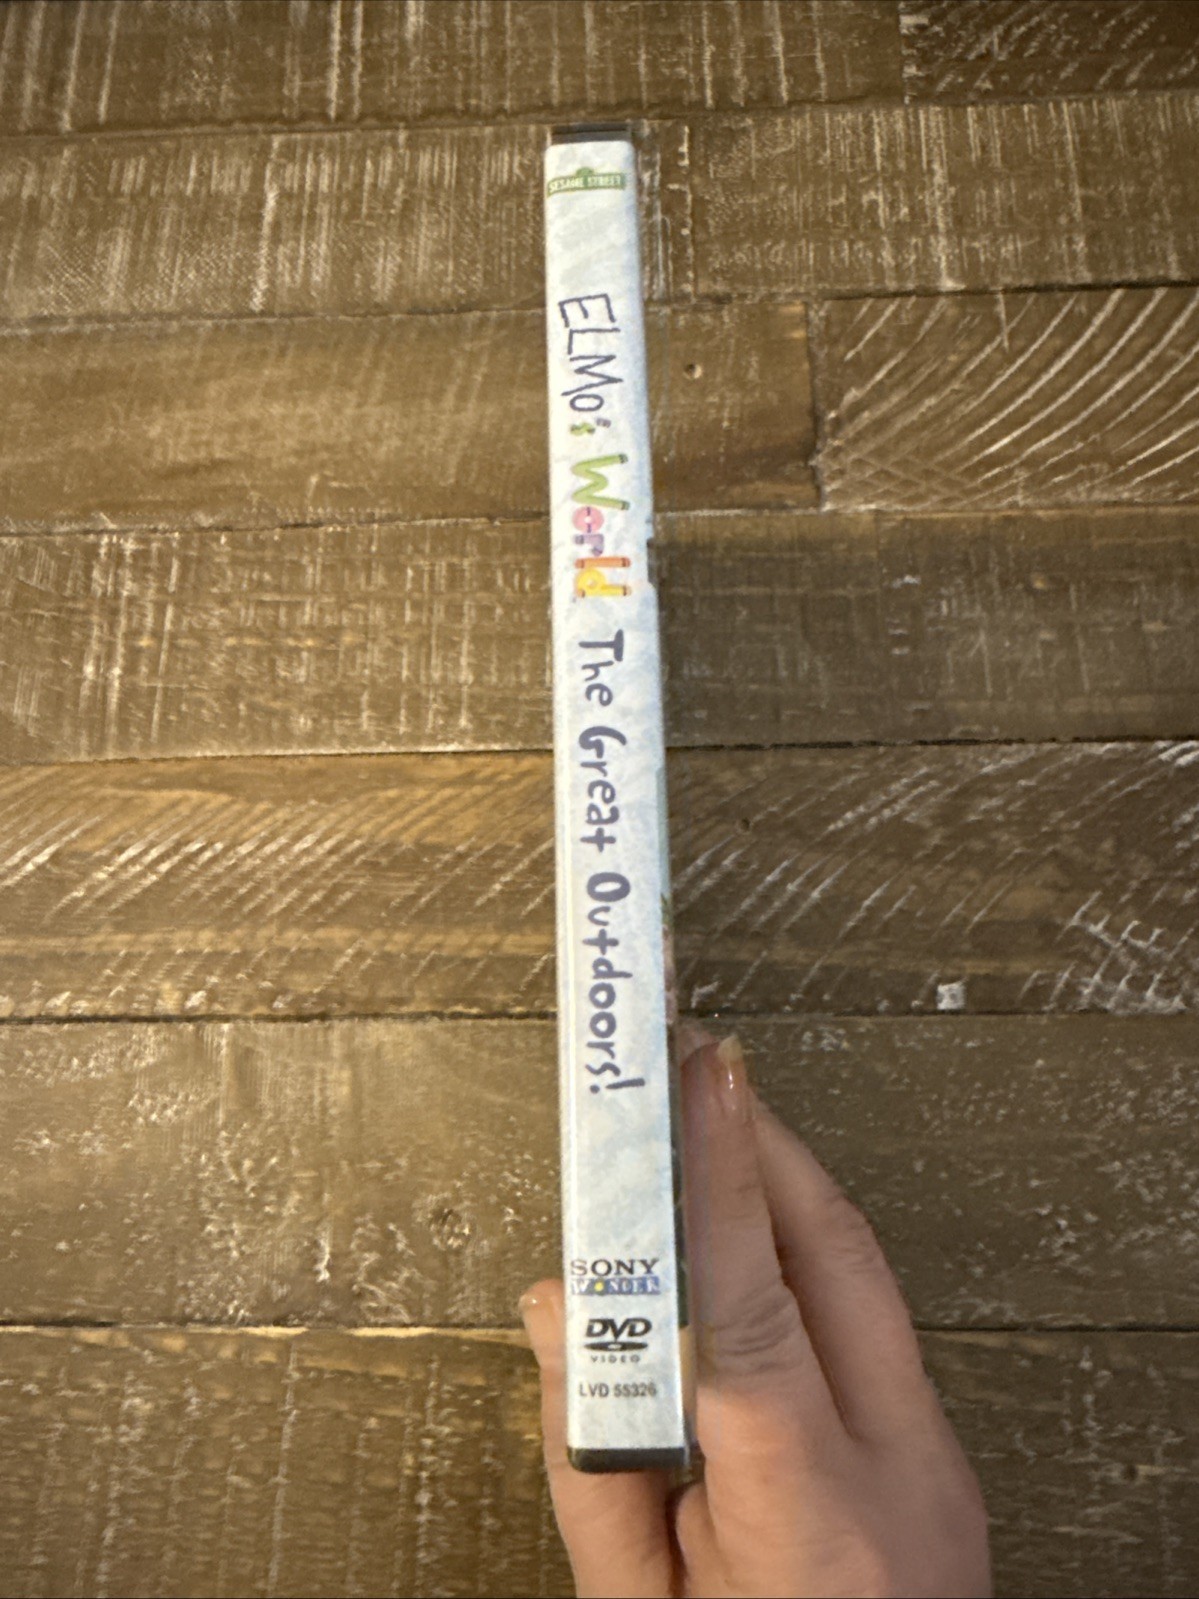 SESAME STREET
ELMO's World The Great Outdoors!
SONY
WONDER
DVD
VIDEO
LVD 55326